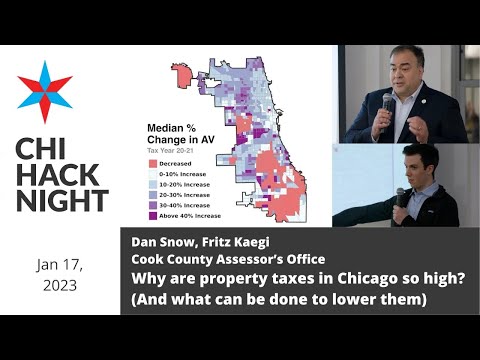 CHI
HACK
NIGHT
Jan 17,
2023
Median %
Change in AV
Tax Year 20-21
Decreased
0-10% Increase
10-20% Increase
20-30% Increase
30-40% Increase
Above 40% Increase
Dan Snow, Fritz Kaegi
Cook County Assessor’s Office
Why are property taxes in Chicago so high?
(And what can be done to lower them)